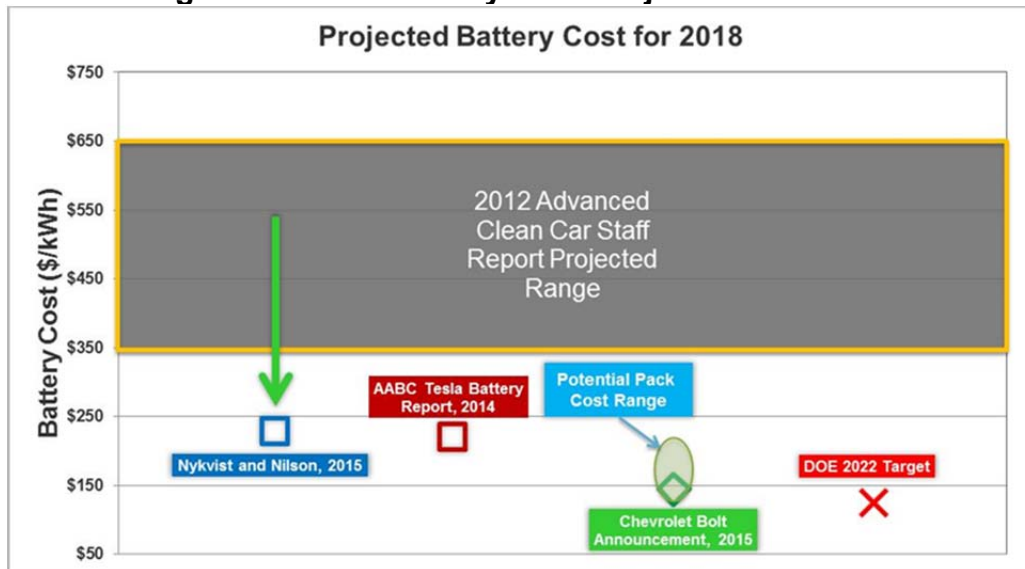 Projected Battery Cost for 2018
Battery Cost ($/kWh)
$750
$650
$550
$450
$350
$250
$150
$50
2012 Advanced
Clean Car Staff
Report Projected
Range
AABC Tesla Battery
Report, 2014
Potential Pack
Cost Range
Nykvist and Nilson, 2015
DOE 2022 Target
Chevrolet Bolt
Announcement, 2015